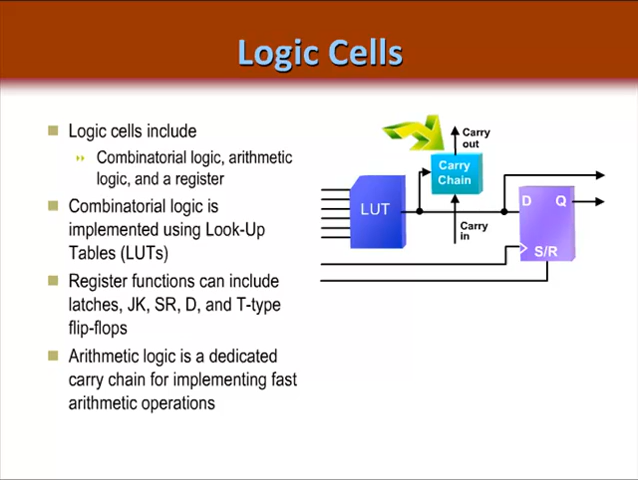 Logic Cells
Logic cells include
Combinatorial logic, arithmetic
logic, and a register
Combinatorial logic is
implemented using Look-Up
Tables (LUTs)
Register functions can include
latches, JK, SR, D, and T-type
flip-flops
Arithmetic logic is a dedicated
carry chain for implementing fast
arithmetic operations
Carry
out
Carry
Chain
LUT
Carry
in
D Q
S/R